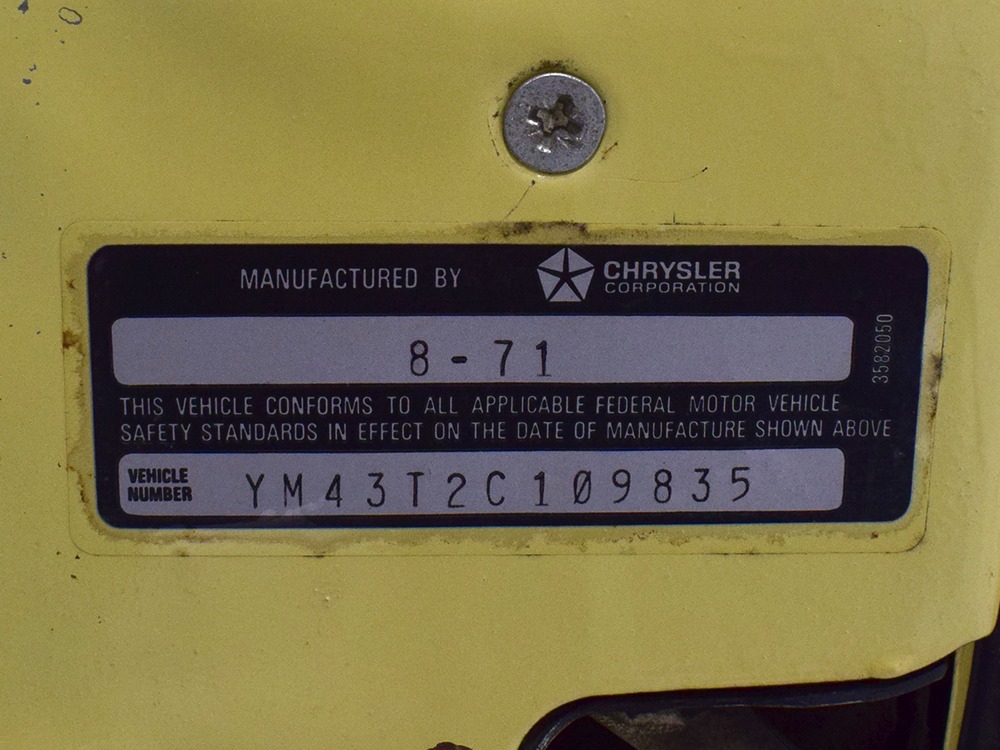 MANUFACTURED BY CHRYSLER
CORPORATION
8-71
3582050
THIS VEHICLE CONFORMS TO ALL APPLICABLE FEDERAL MOTOR VEHICLE
SAFETY STANDARDS IN EFFECT ON THE DATE OF MANUFACTURE SHOWN ABOVE
VEHICLE
NUMBER
YM43T2C109835